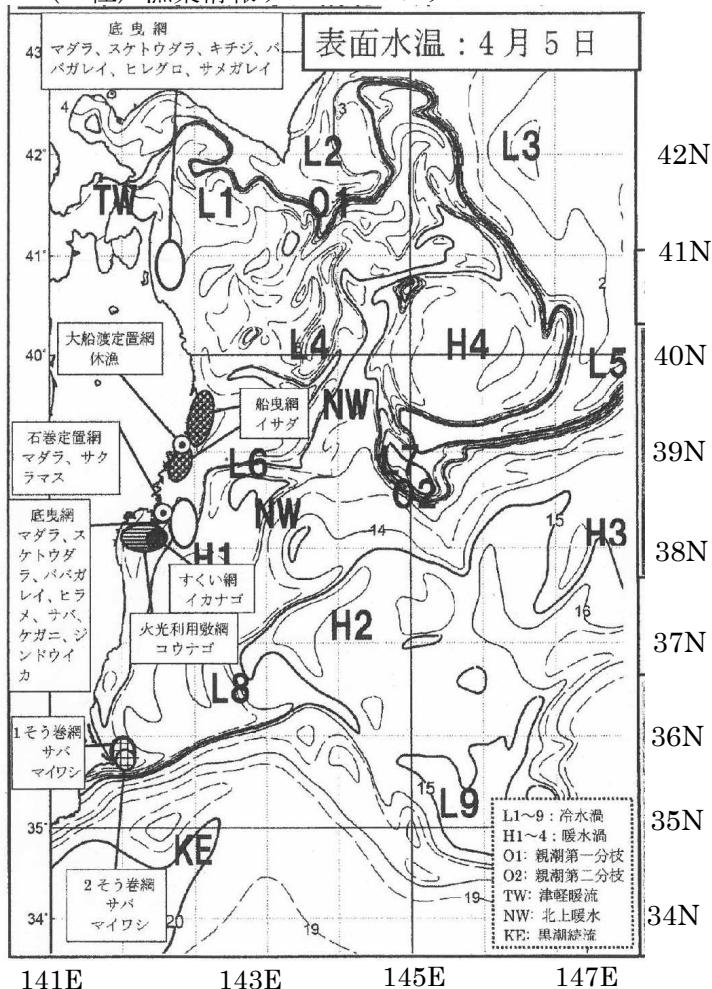 底 曳 網
マダラ、スケトウダラ、キチジ、バ
バガレイ、ヒレグロ、サメガレイ
表面水温：4月5日
43
42°
41°
40°
35°
34°
42N
41N
40N
39N
38N
37N
36N
35N
34N
4
3
2
L2
L3
TW
L1
O1
L4
H4
L5
大船渡定置網
休漁
船曳網
イサダ
NW
石巻定置網
マダラ、サク
ラマス
L6
L7
O2
NW
底曳網
マダラ、ス
ケトウダ
ラ、ババガ
レイ、ヒラ
メ、サバ、
ケガニ、ジ
ンドウイ
カ
H1
14
15
H3
すくい網
イカナゴ
16
火光利用敷網
コウナゴ
H2
L8
1そう巻網
サバ
マイワシ
15
L9
KE
2そう巻網
サバ
マイワシ
20
19
19
L1～9：冷水渦
H1～4：暖水渦
O1: 親潮第一分枝
O2: 親潮第二分枝
TW: 津軽暖流
NW: 北上暖水
KE: 黒潮続流
141E
143E
145E
147E